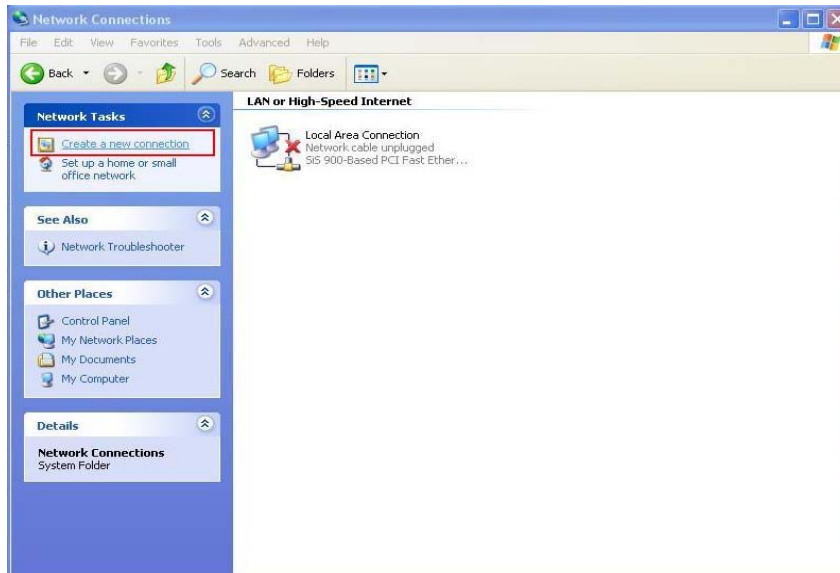 Network Connections
File Edit View Favorites Tools Advanced Help
Back Search Folders
Network Tasks
Create a new connection
Set up a home or small
office network
See Also
Network Troubleshooter
Other Places
Control Panel
My Network Places
My Documents
My Computer
Details
Network Connections
System Folder
LAN or High-Speed Internet
Local Area Connection
Network cable unplugged
SiS 900-Based PCI Fast Ether...